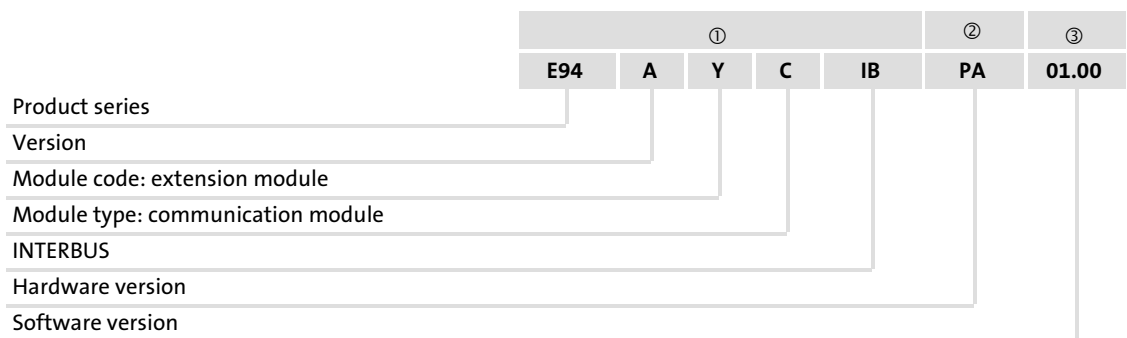 ① ② ③
E94 A Y C IB PA 01.00
Product series
Version
Module code: extension module
Module type: communication module
INTERBUS
Hardware version
Software version